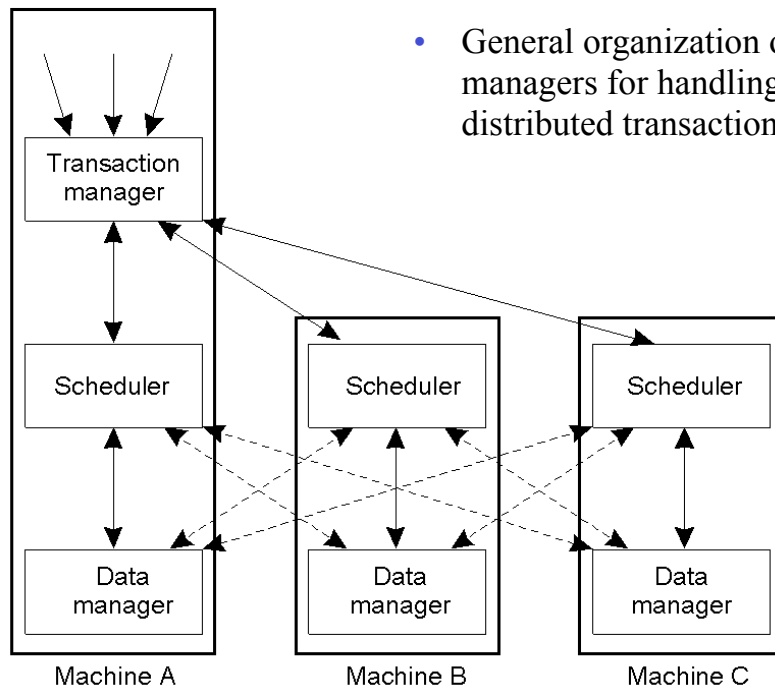 • General organization
managers for handling
distributed transaction
Transaction
manager
Scheduler
Scheduler
Scheduler
Data
manager
Data
manager
Data
manager
Machine A
Machine B
Machine C